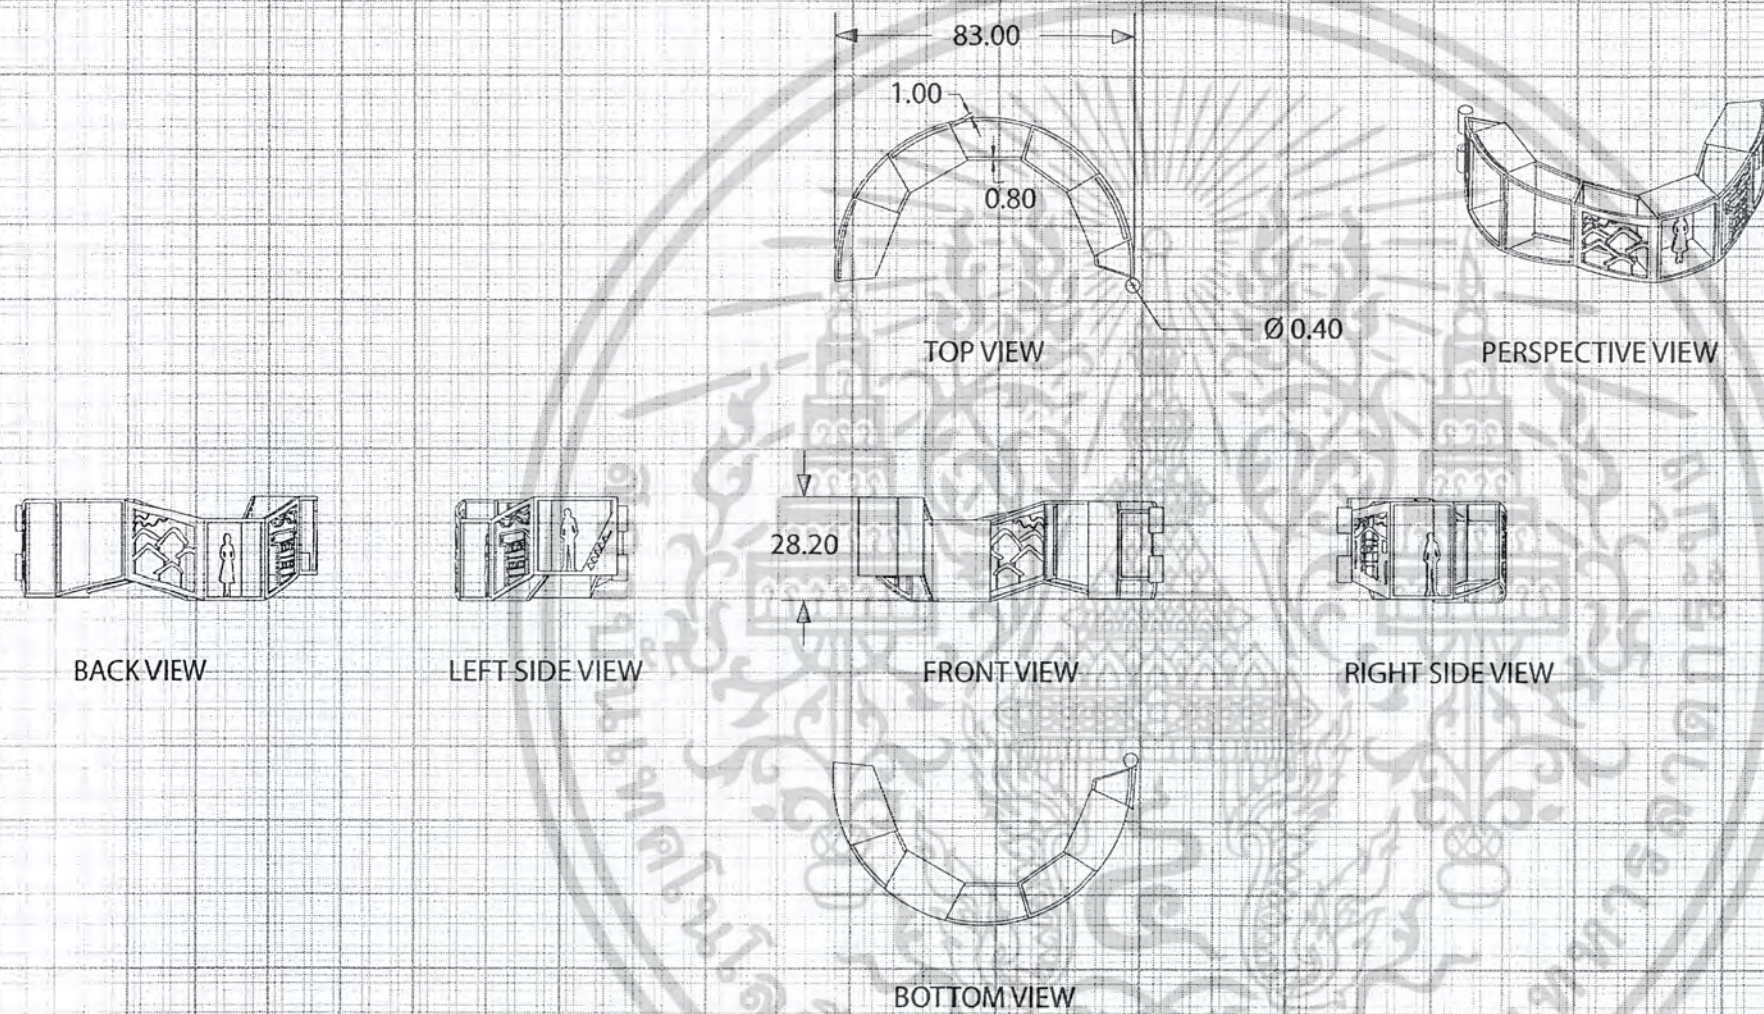 83.00
1.00
0.80
Ø 0.40
TOP VIEW
PERSPECTIVE VIEW
28.20
BACK VIEW
LEFT SIDE VIEW
FRONT VIEW
RIGHT SIDE VIEW
BOTTOM VIEW